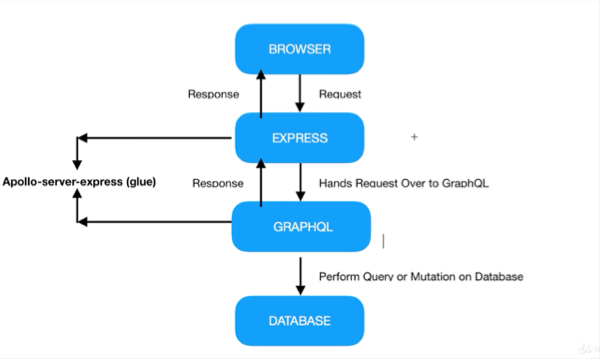 BROWSER
Response
Request
EXPRESS
Apollo-server-express (glue)
Response
Hands Request Over to GraphQL
GRAPHQL
Perform Query or Mutation on Database
DATABASE